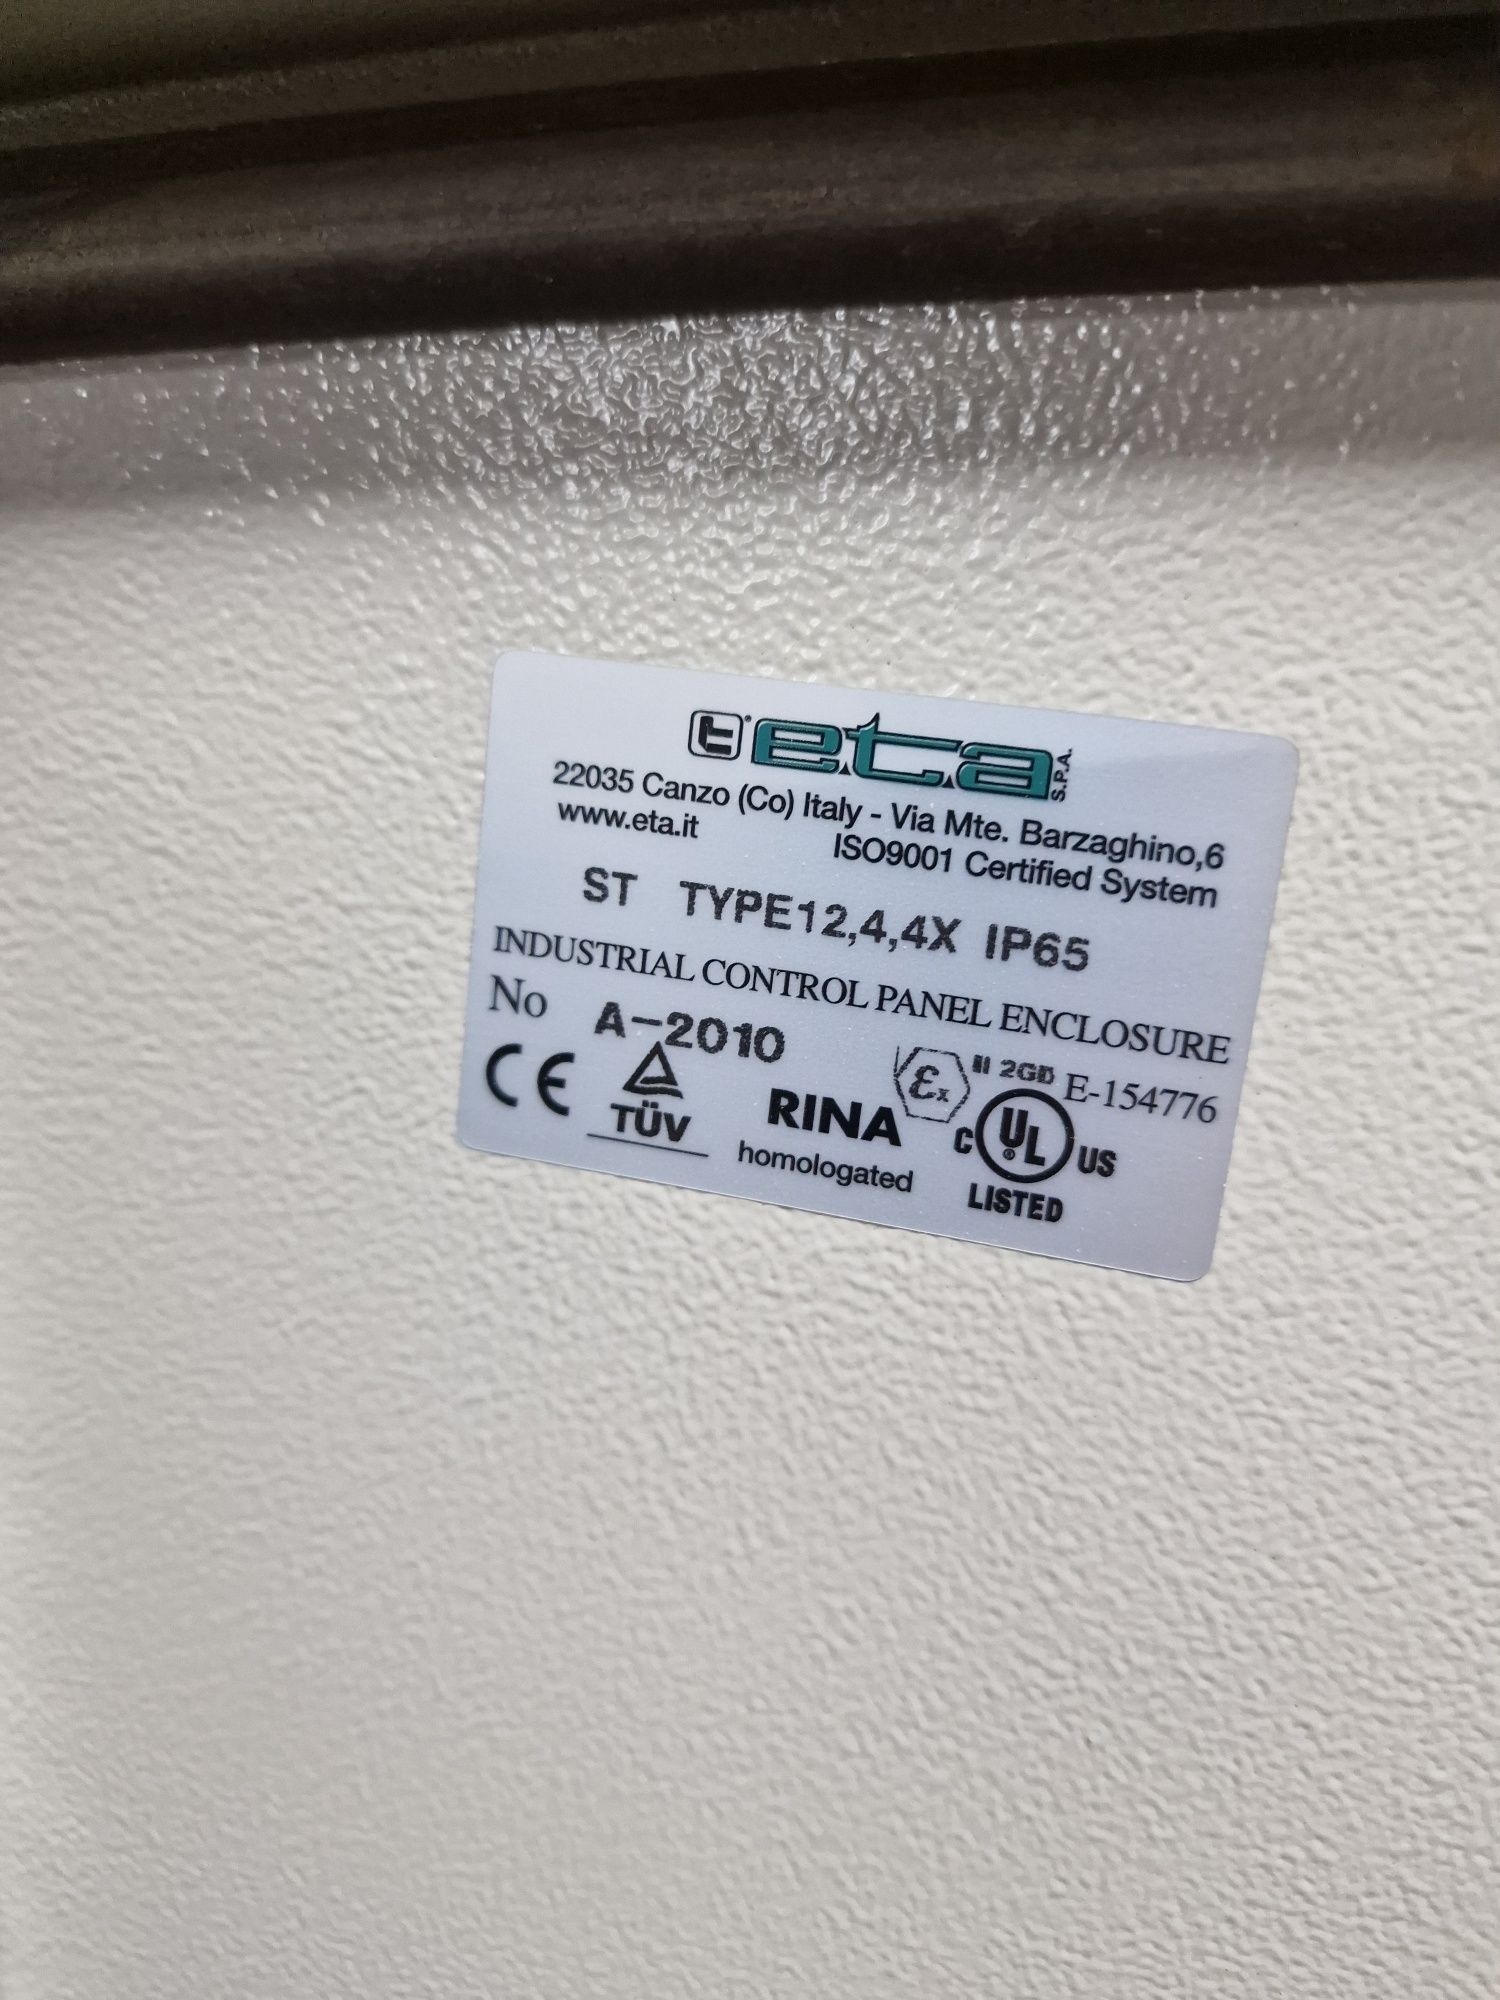 e.t.a S.P.A.
22035 Canzo (Co) Italy - Via Mte. Barzaghino,6
www.eta.it
ISO9001 Certified System
ST TYPE12,4,4X IP65
INDUSTRIAL CONTROL PANEL ENCLOSURE
No A-2010
II 2GD E-154776
CE TÜV RINA homologated Ex C UL® US LISTED